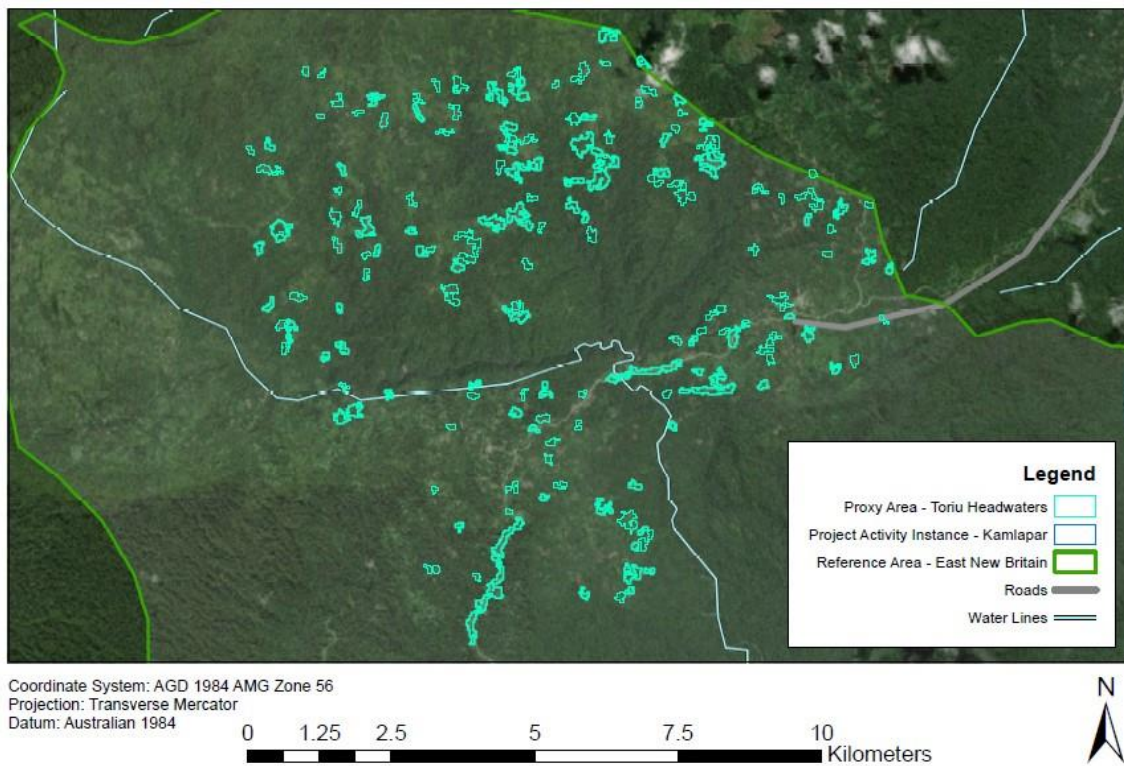 Legend
Proxy Area - Toriu Headwaters
Project Activity Instance - Kamlapar
Reference Area - East New Britain
Roads
Water Lines
Coordinate System: AGD 1984 AMG Zone 56
Projection: Transverse Mercator
Datum: Australian 1984
0 1.25 2.5 5 7.5 10
Kilometers
N